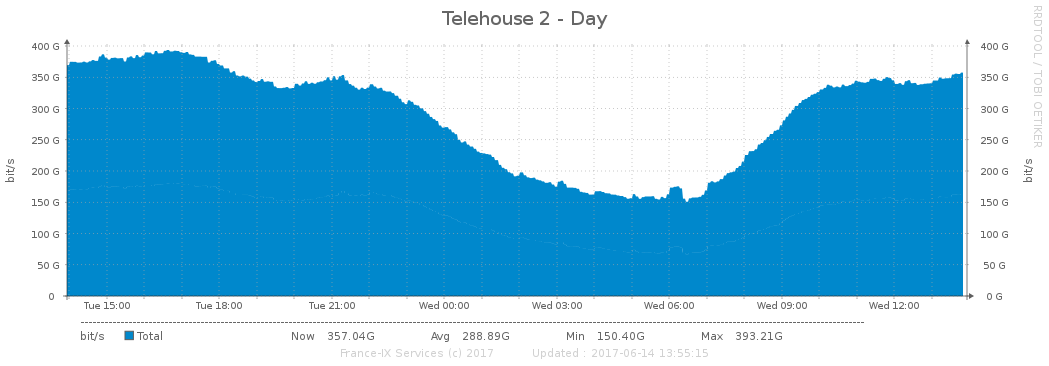 Telehouse 2 - Day
RRDTOOL / TOBI OETIKER
400 G 400 G
350 G 350 G
300 G 300 G
250 G 250 G
200 G 200 G
150 G 150 G
100 G 100 G
50 G 50 G
0 0 G
bit/s bit/s
Tue 15:00 Tue 18:00 Tue 21:00 Wed 00:00 Wed 03:00 Wed 06:00 Wed 09:00 Wed 12:00
bit/s Total Now 357.04G Avg 288.89G Min 150.40G Max 393.21G
France-IX Services (c) 2017 Updated : 2017-06-14 13:55:15